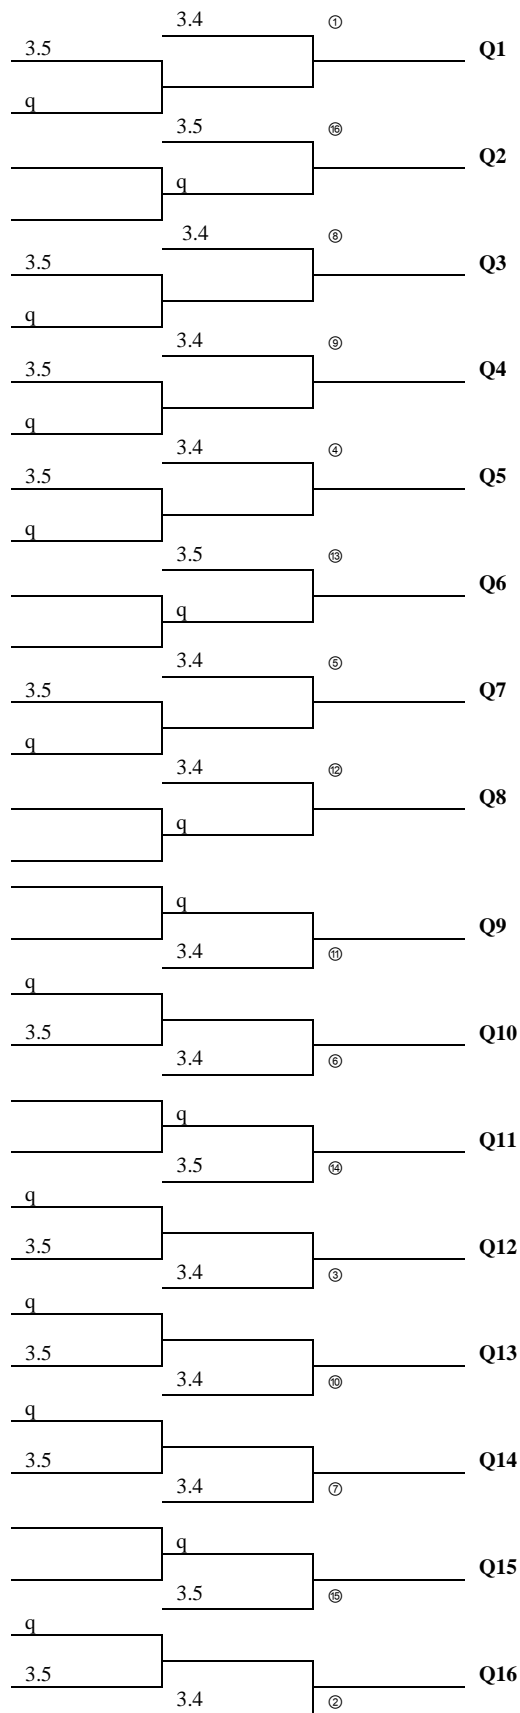 3.4 ①
3.5 Q1
q
3.5 ⑯
Q2
q
3.4 ⑧
3.5 Q3
q
3.4 ⑨
3.5 Q4
q
3.4 ④
3.5 Q5
q
3.5 ⑬
Q6
q
3.4 ⑤
3.5 Q7
q
3.4 ⑫
Q8
q
q
Q9
3.4 ⑪
q
3.5 Q10
3.4 ⑥
q
Q11
3.5 ⑭
q
3.5 Q12
3.4 ③
q
3.5 Q13
3.4 ⑩
q
3.5 Q14
3.4 ⑦
q
Q15
3.5 ⑮
q
3.5 Q16
3.4 ②